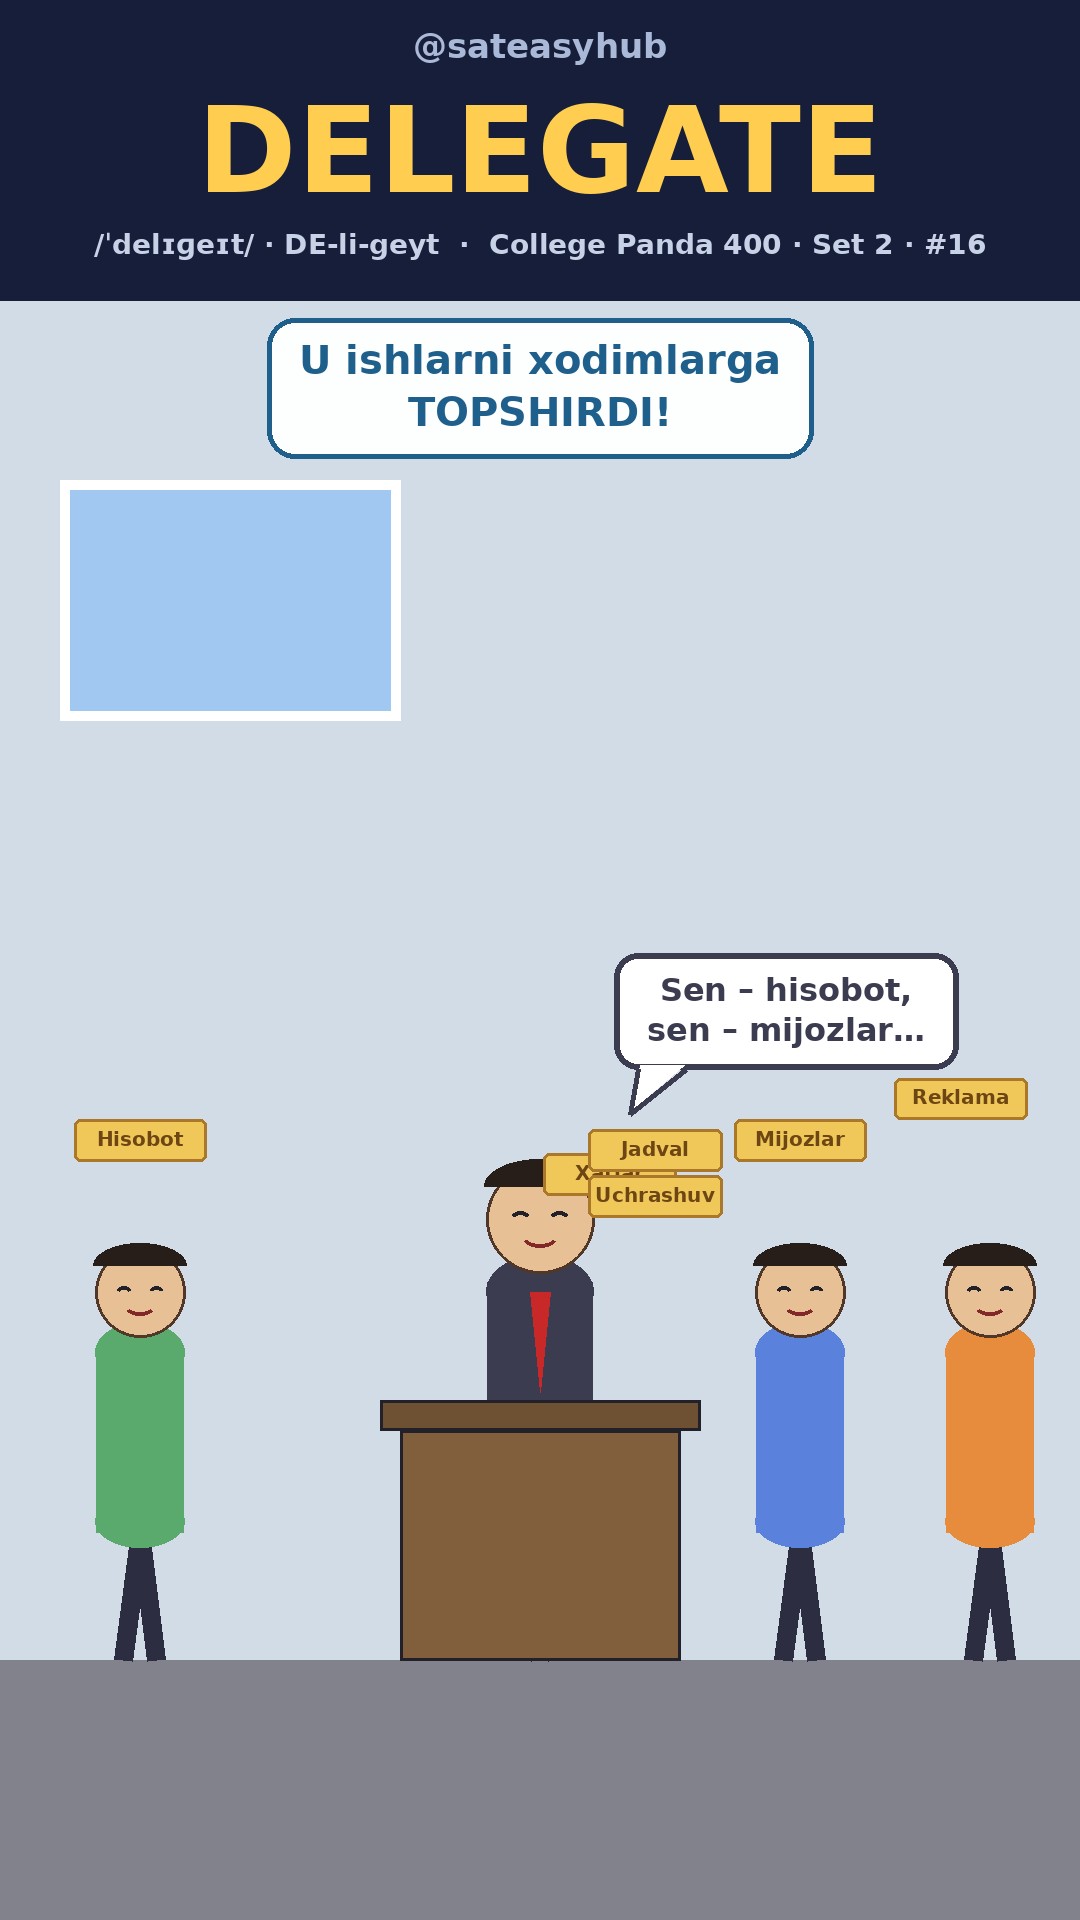 @sateasyhub
DELEGATE
/ˈdelɪɡeɪt/ · DE-li-geyt · College Panda 400 · Set 2 · #16
U ishlarni xodimlarga
TOPSHIRDI!
Sen – hisobot,
sen – mijozlar…
Reklama
Hisobot
Jadval
Mijozlar
Uchrashuv